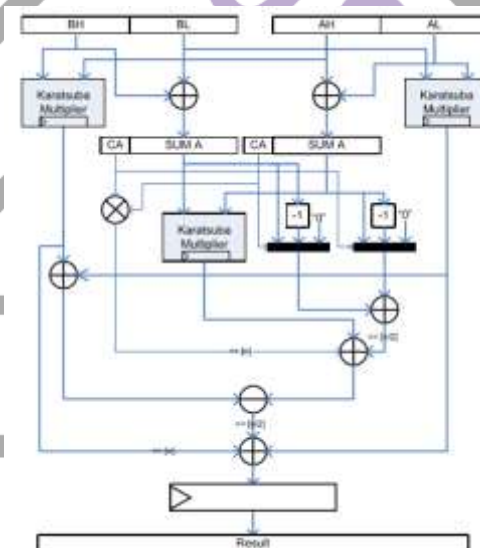 BH BL AH AL
Karatsuba Multiplier
Karatsuba Multiplier
CA SUM A CA SUM A
-1 "0" -1 "0"
Karatsuba Multiplier
Result